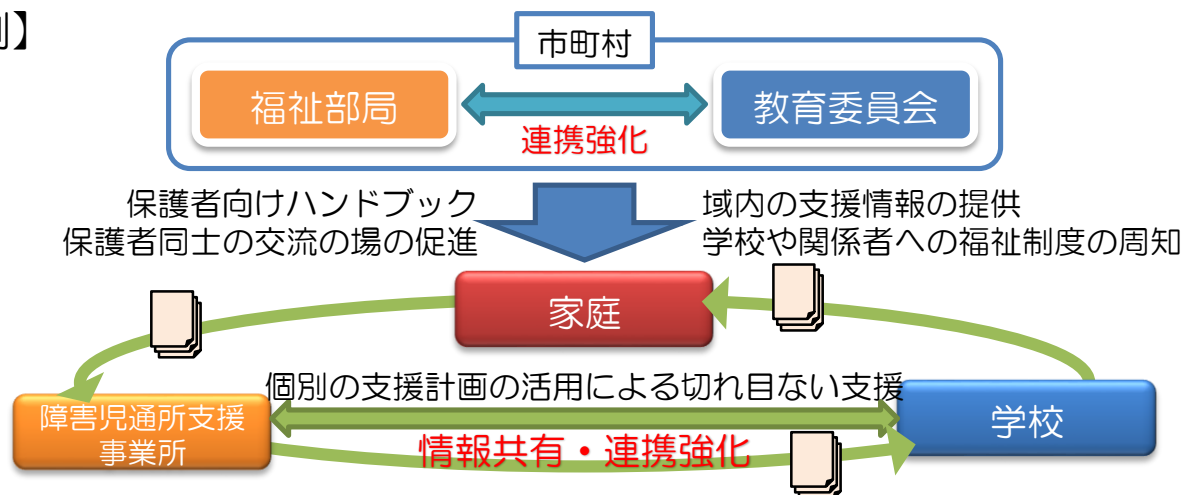 例】
市町村
福祉部局
教育委員会
連携強化
保護者向けハンドブック
保護者同士の交流の場の促進
域内の支援情報の提供
学校や関係者への福祉制度の周知
家庭
個別の支援計画の活用による切れ目ない支援
障害児通所支援
事業所
学校
情報共有・連携強化